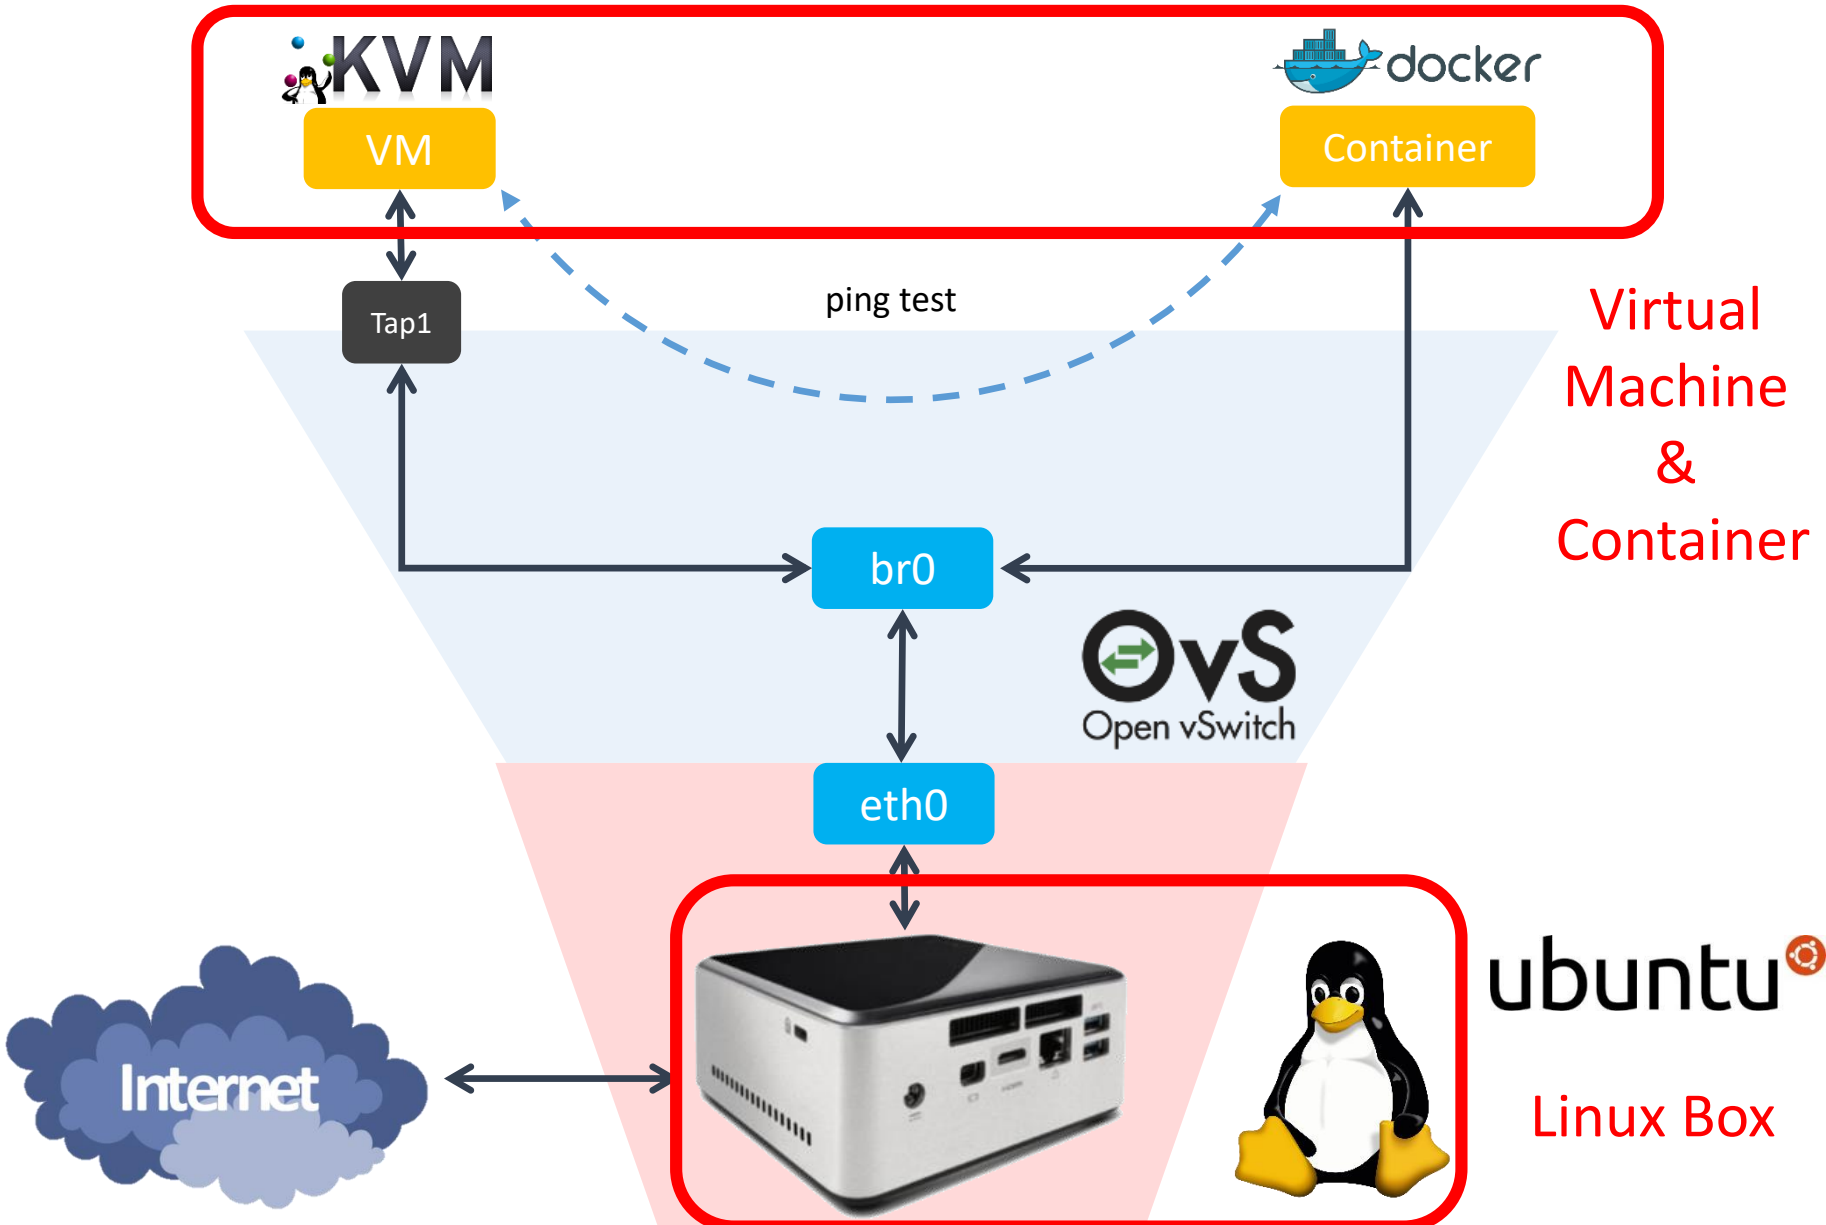 KVM
docker
VM
Container
Tap1
ping test
Virtual
Machine
&
Container
br0
OvS
Open vSwitch
eth0
ubuntu
Internet
Linux Box